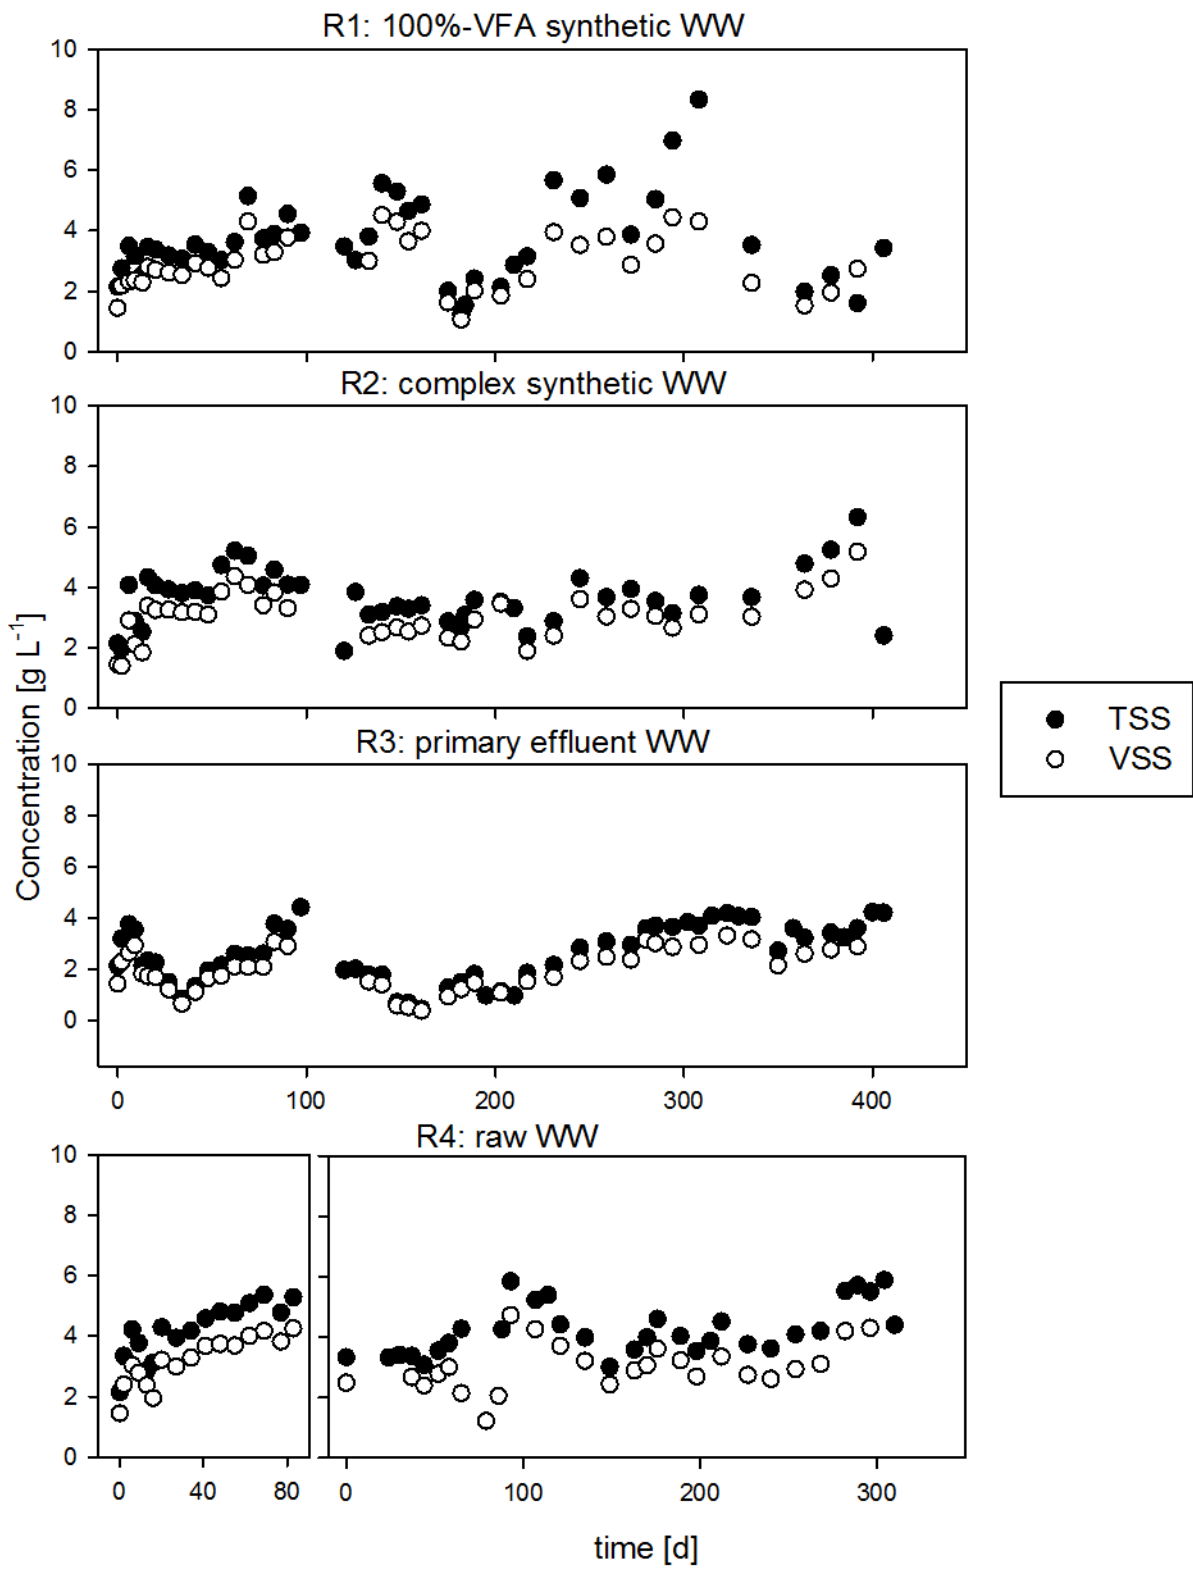 R1: 100%-VFA synthetic WW
10
8
6
4
2
0
R2: complex synthetic WW
10
8
6
4
2
0
Concentration [g L⁻¹]
TSS
VSS
R3: primary effluent WW
10
8
6
4
2
0
0 100 200 300 400
R4: raw WW
10
8
6
4
2
0
0 40 80 0 100 200 300
time [d]